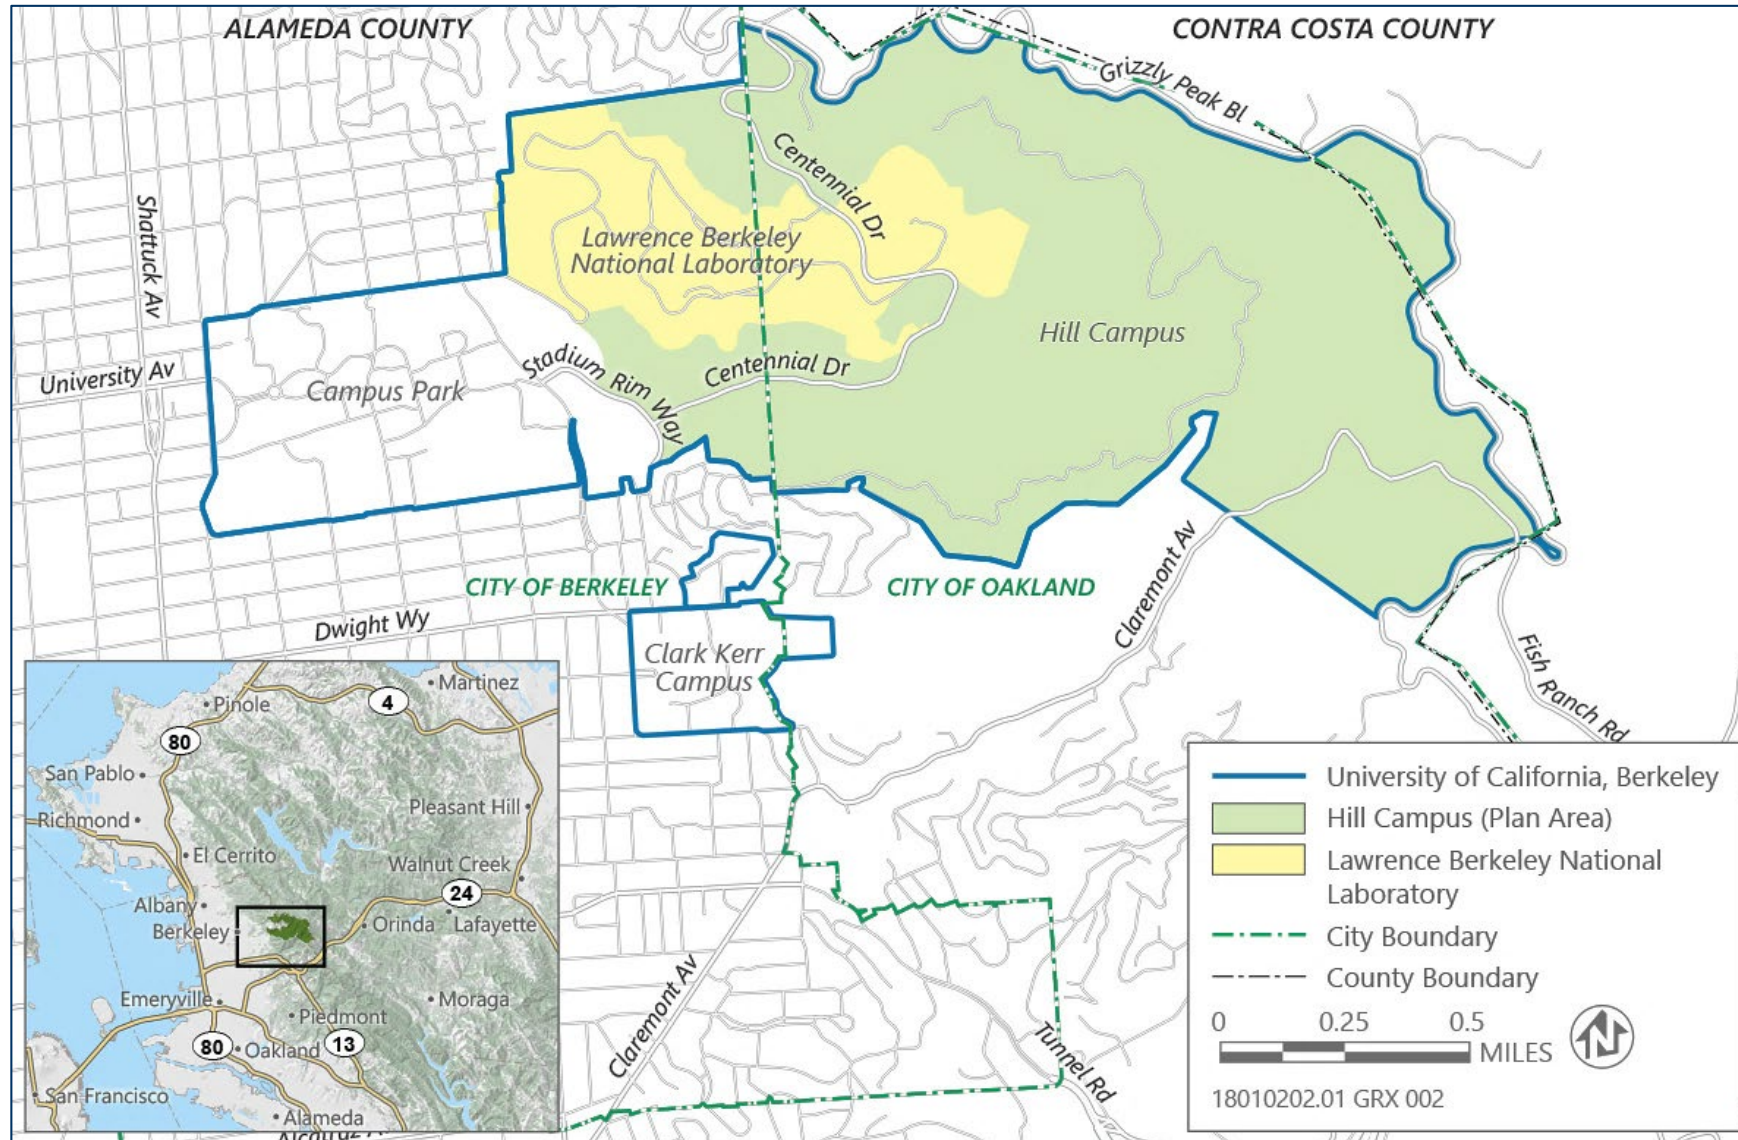 ALAMEDA COUNTY
CONTRA COSTA COUNTY
Grizzly Peak Bl
Centennial Dr
Shattuck Av
Lawrence Berkeley
National Laboratory
Hill Campus
University Av
Campus Park
Stadium Rim Way
Centennial Dr
CITY OF BERKELEY
CITY OF OAKLAND
Claremont Av
Dwight Wy
Clark Kerr
Campus
Fish Ranch Rd
Claremont Av
Tunnel Rd
Martinez
Pinole
4
80
San Pablo
Pleasant Hill
Richmond
El Cerrito
Walnut Creek
24
Albany
Berkeley
Orinda
Lafayette
Emeryville
Moraga
Piedmont
80
Oakland
13
San Francisco
Alameda
University of California, Berkeley
Hill Campus (Plan Area)
Lawrence Berkeley National
Laboratory
City Boundary
County Boundary
0 0.25 0.5
MILES
N
18010202.01 GRX 002